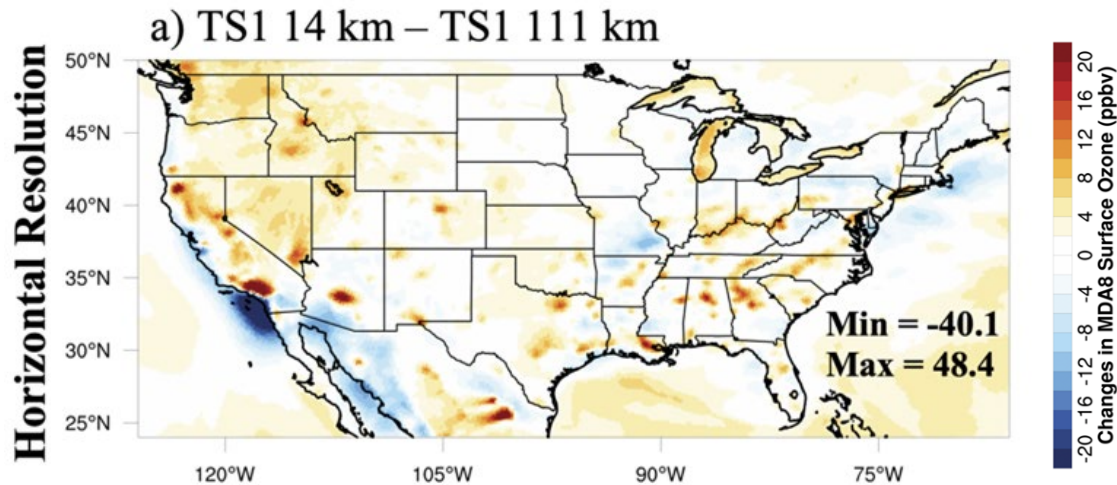 a) TS1 14 km – TS1 111 km
Horizontal Resolution
50°N
45°N
40°N
35°N
30°N
25°N
120°W
105°W
90°W
75°W
Min = -40.1
Max = 48.4
20
16
12
8
4
0
-4
-8
-12
-16
-20
Changes in MDA8 Surface Ozone (ppbv)